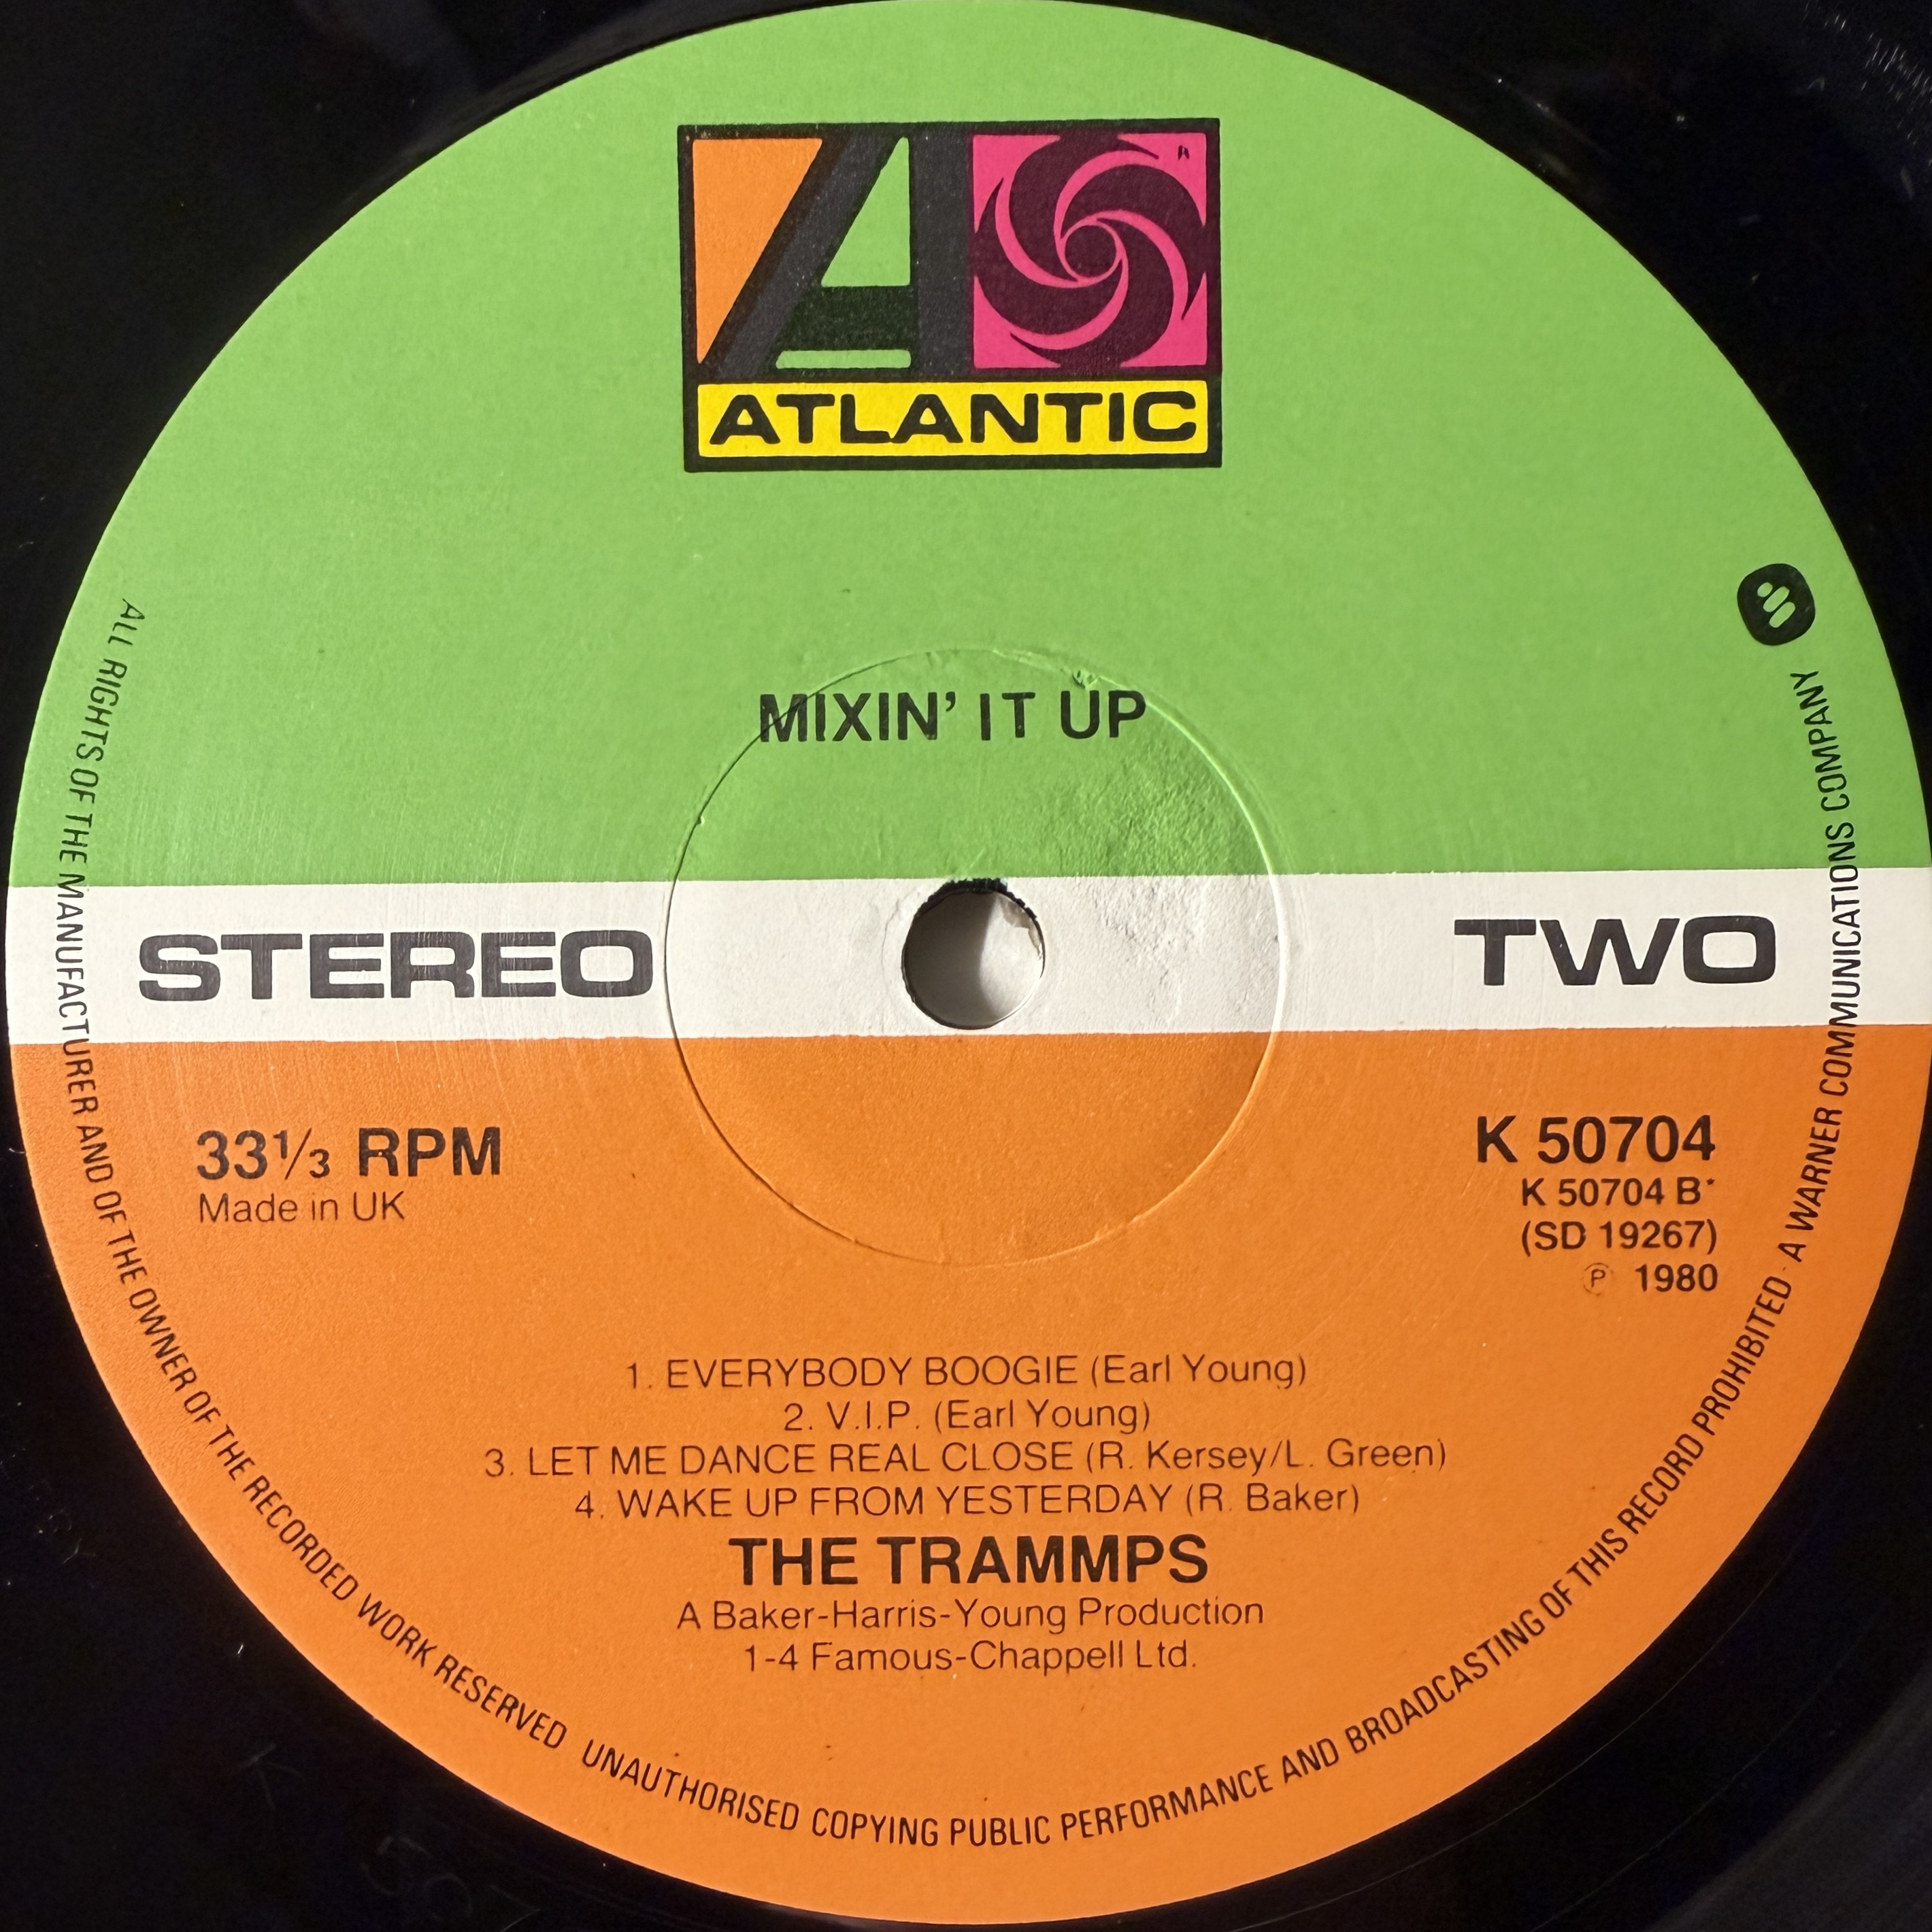 ATLANTIC
MIXIN' IT UP
STEREO
TWO
33⅓ RPM
Made in UK
K 50704
K 50704 B*
(SD 19267)
℗ 1980
1. EVERYBODY BOOGIE (Earl Young)
2. V.I.P. (Earl Young)
3. LET ME DANCE REAL CLOSE (R. Kersey/L. Green)
4. WAKE UP FROM YESTERDAY (R. Baker)
THE TRAMMPS
A Baker-Harris-Young Production
1-4 Famous-Chappell Ltd.
ALL RIGHTS OF THE MANUFACTURER AND OF THE OWNER OF THE RECORDED WORK RESERVED UNAUTHORISED COPYING PUBLIC PERFORMANCE AND BROADCASTING OF THIS RECORD PROHIBITED · A WARNER COMMUNICATIONS COMPANY